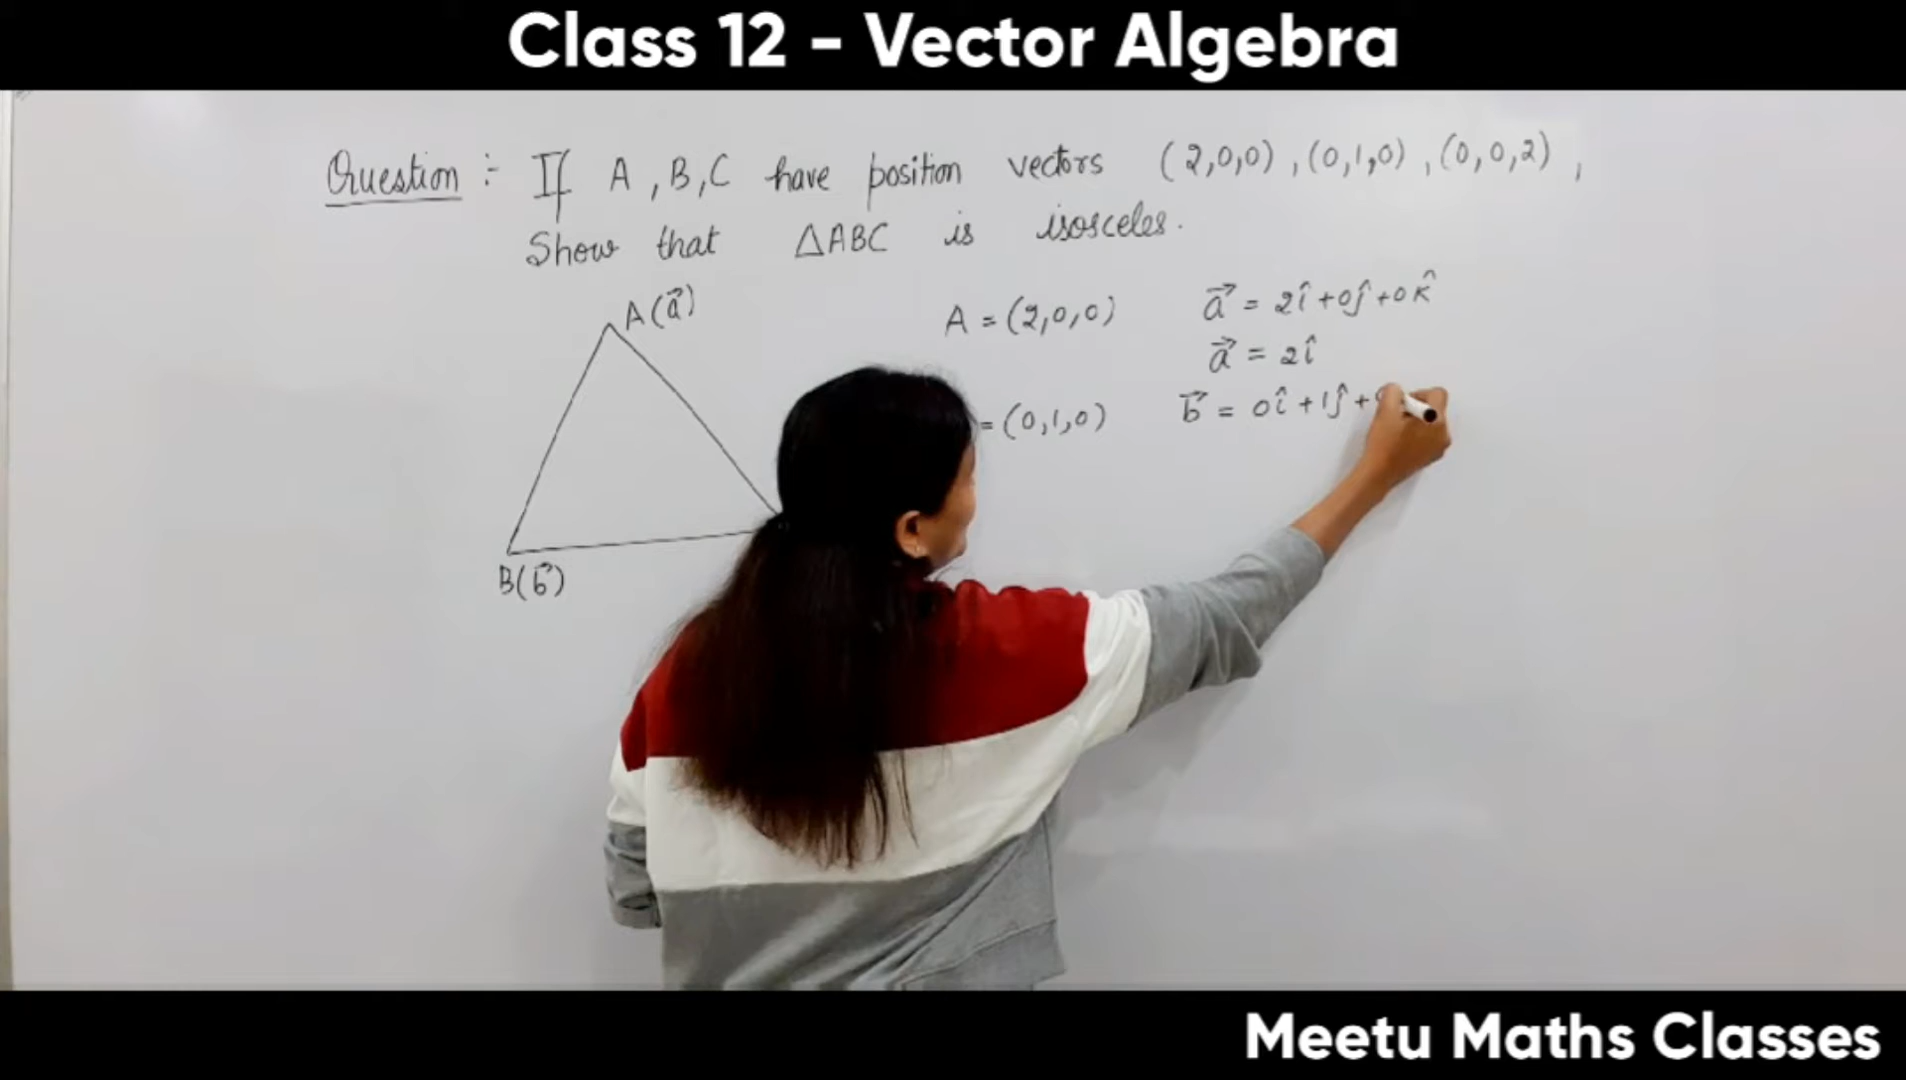 Class 12 - Vector Algebra
Question :- If A, B, C have position vectors (2,0,0), (0,1,0), (0,0,2),
Show that △ABC is isosceles.
A(a⃗)
B(b⃗)
A = (2,0,0) a⃗ = 2î + 0ĵ + 0k̂
a⃗ = 2î
= (0,1,0) b⃗ = 0î + 1ĵ +
Meetu Maths Classes